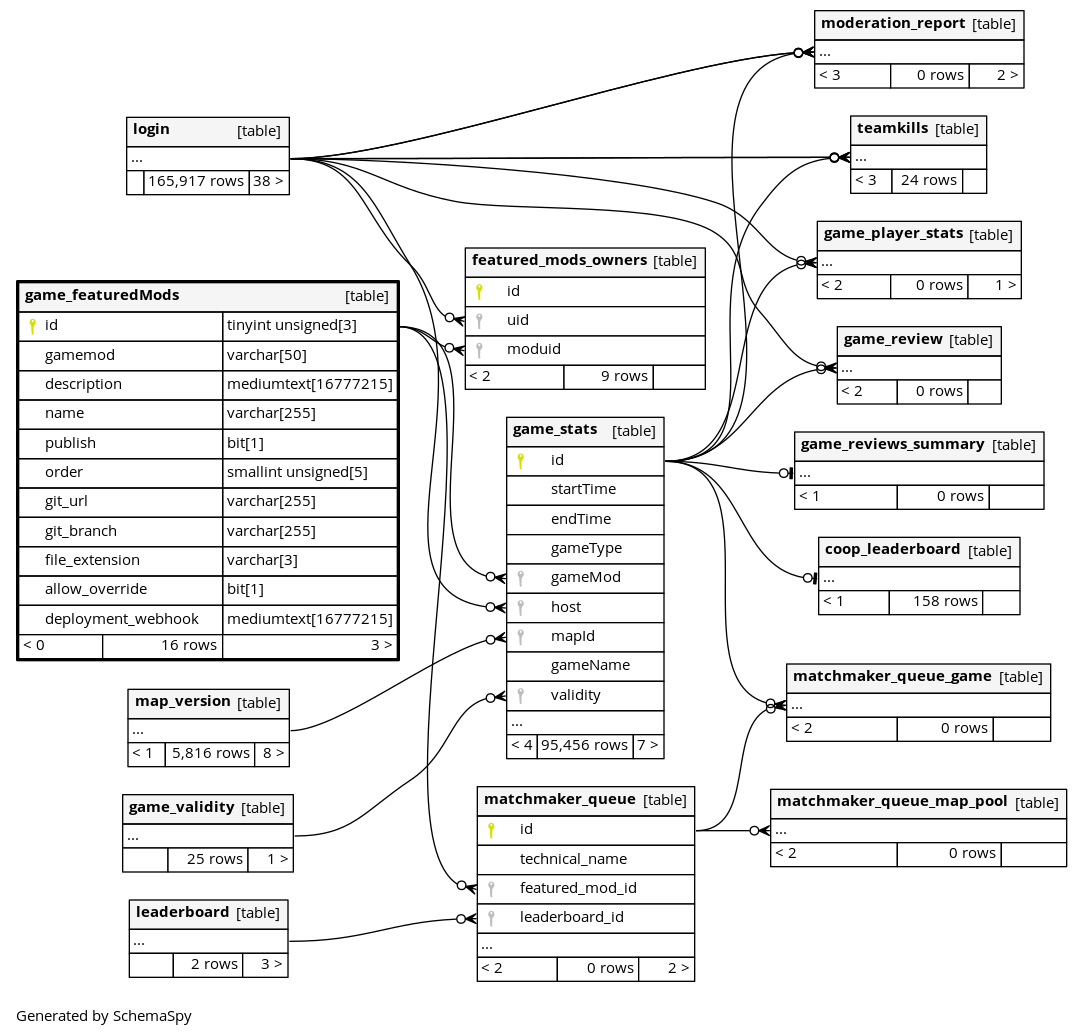 moderation_report [table]
...
< 3 0 rows 2 >
login [table]
...
165,917 rows 38 >
teamkills [table]
...
< 3 24 rows
game_player_stats [table]
...
< 2 0 rows 1 >
featured_mods_owners [table]
id
uid
moduid
< 2 9 rows
game_featuredMods [table]
id tinyint unsigned[3]
gamemod varchar[50]
description mediumtext[16777215]
name varchar[255]
publish bit[1]
order smallint unsigned[5]
git_url varchar[255]
git_branch varchar[255]
file_extension varchar[3]
allow_override bit[1]
deployment_webhook mediumtext[16777215]
< 0 16 rows 3 >
game_review [table]
...
< 2 0 rows
game_stats [table]
id
startTime
endTime
gameType
gameMod
host
mapId
gameName
validity
...
< 4 95,456 rows 7 >
game_reviews_summary [table]
...
< 1 0 rows
coop_leaderboard [table]
...
< 1 158 rows
map_version [table]
...
< 1 5,816 rows 8 >
matchmaker_queue_game [table]
...
< 2 0 rows
game_validity [table]
...
25 rows 1 >
matchmaker_queue [table]
id
technical_name
featured_mod_id
leaderboard_id
...
< 2 0 rows 2 >
matchmaker_queue_map_pool [table]
...
< 2 0 rows
leaderboard [table]
...
2 rows 3 >
Generated by SchemaSpy